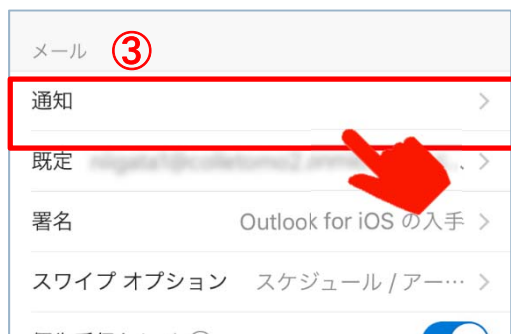 メール ③
通知
既定
署名 Outlook for iOS の入手
スワイプ オプション スケジュール / アー…